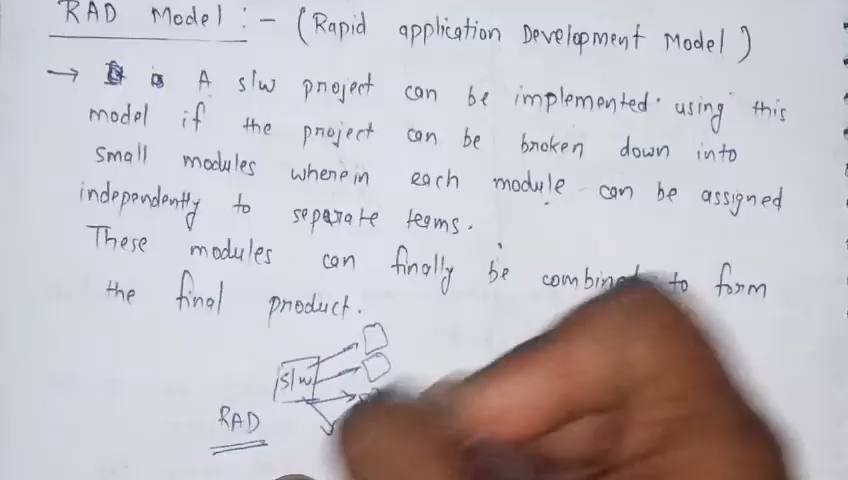 RAD Model :- (Rapid application Development Model)
→ A s/w project can be implemented using this
model if the project can be broken down into
small modules wherein each module can be assigned
independently to separate teams.
These modules can finally be combined to form
the final product.
s/w
RAD